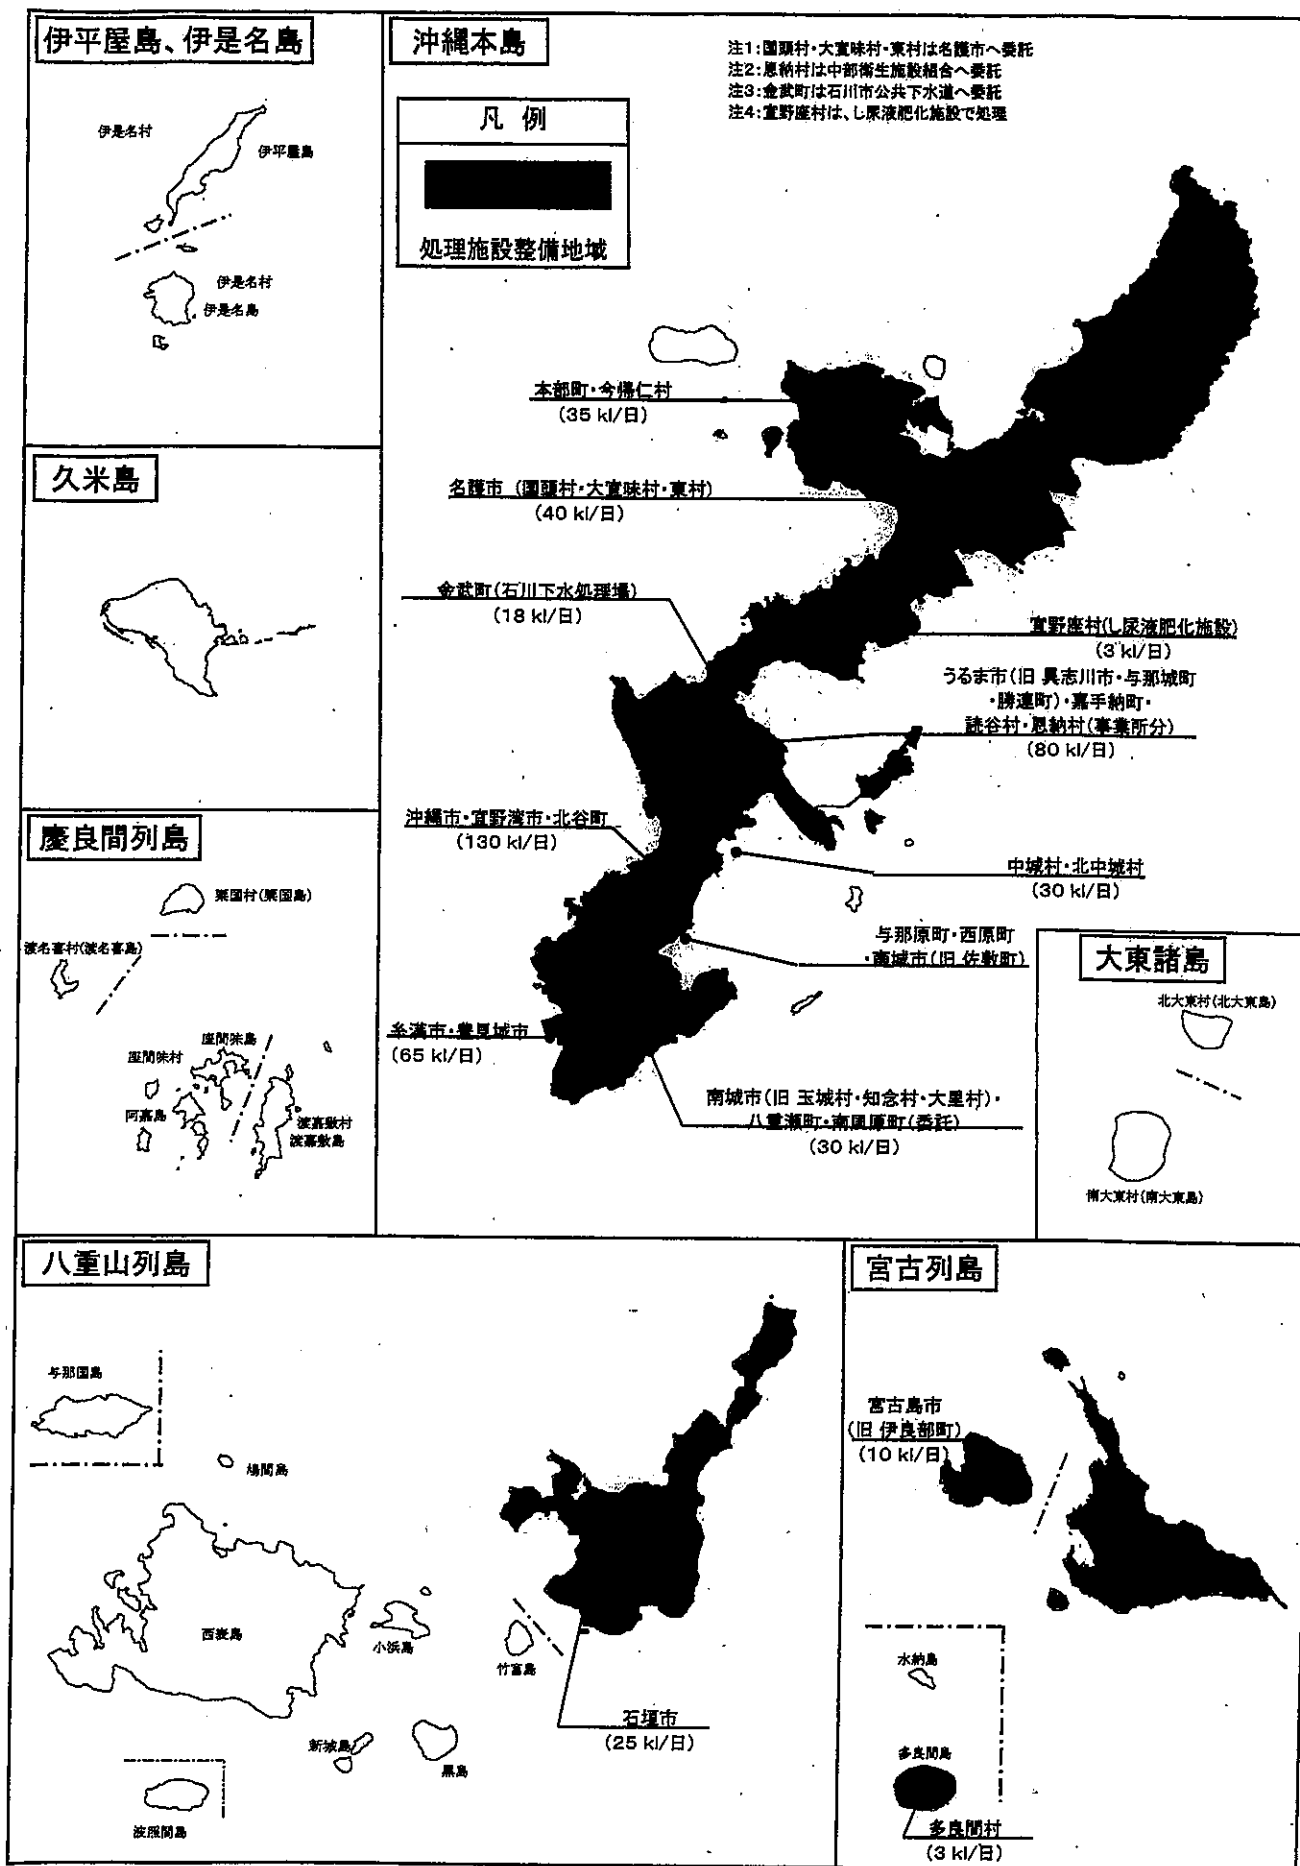 伊平屋島、伊是名島
伊是名村
伊平屋島
伊是名村
伊是名島
久米島
慶良間列島
粟国村(粟国島)
渡名喜村(渡名喜島)
座間味島
座間味村
阿嘉島
渡嘉敷村
渡嘉敷島
沖縄本島
凡 例
処理施設整備地域
注1:国頭村・大宜味村・東村は名護市へ委託
注2:恩納村は中部衛生施設組合へ委託
注3:金武町は石川市公共下水道へ委託
注4:宜野座村は、し尿液肥化施設で処理
本部町・今帰仁村
(35 kl/日)
名護市 (国頭村・大宜味村・東村)
(40 kl/日)
金武町(石川下水処理場)
(18 kl/日)
宜野座村(し尿液肥化施設)
(3 kl/日)
うるま市(旧 具志川市・与那城町
・勝連町)・嘉手納町・
読谷村・恩納村(事業所分)
(80 kl/日)
沖縄市・宜野湾市・北谷町
(130 kl/日)
中城村・北中城村
(30 kl/日)
与那原町・西原町
・南城市(旧 佐敷町)
糸満市・豊見城市
(65 kl/日)
南城市(旧 玉城村・知念村・大里村)・
八重瀬町・南風原町(委託)
(30 kl/日)
大東諸島
北大東村(北大東島)
南大東村(南大東島)
八重山列島
与那国島
鳩間島
西表島
小浜島
竹富島
新城島
黒島
波照間島
石垣市
(25 kl/日)
宮古列島
宮古島市
(旧 伊良部町)
(10 kl/日)
水納島
多良間島
多良間村
(3 kl/日)